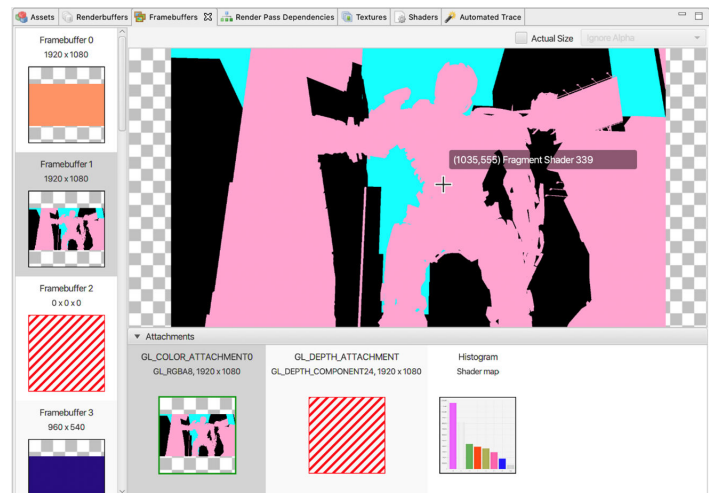 Assets Renderbuffers Framebuffers Render Pass Dependencies Textures Shaders Automated Trace
Actual Size Ignore Alpha
Framebuffer 0
1920 x 1080
Framebuffer 1
1920 x 1080
Framebuffer 2
0 x 0 x 0
Framebuffer 3
960 x 540
(1035,555) Fragment Shader 339
Attachments
GL_COLOR_ATTACHMENT0
GL_RGBA8, 1920 x 1080
GL_DEPTH_ATTACHMENT
GL_DEPTH_COMPONENT24, 1920 x 1080
Histogram
Shader map